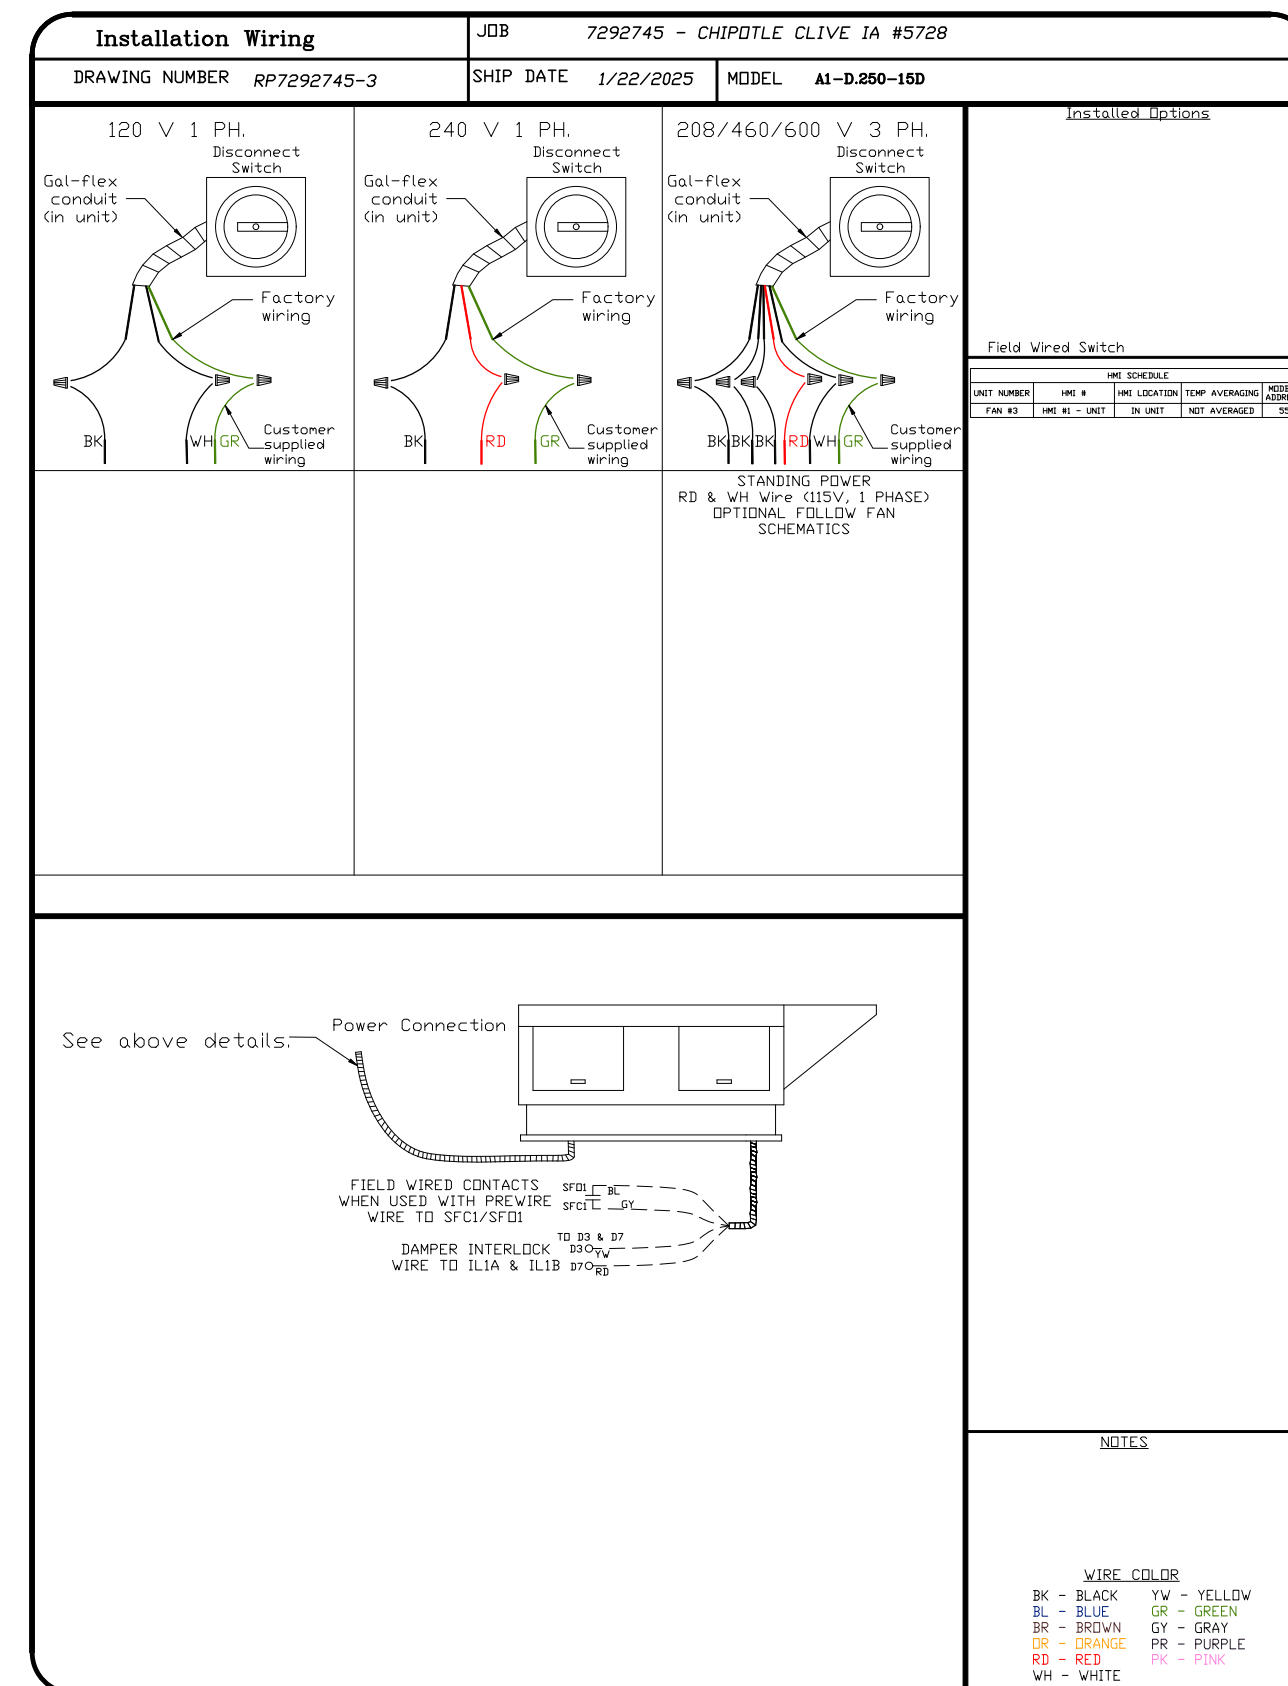 Installation Wiring
JOB 7292745 - CHIPOTLE CLIVE IA #5728
DRAWING NUMBER RP7292745-3
SHIP DATE 1/22/2025
MODEL A1-D.250-15D
120 V 1 PH.
Disconnect
Switch
Gal-flex
conduit
(in unit)
Factory
wiring
BK
WH
GR
Customer
supplied
wiring
240 V 1 PH.
Disconnect
Switch
Gal-flex
conduit
(in unit)
Factory
wiring
BK
RD
GR
Customer
supplied
wiring
208/460/600 V 3 PH.
Disconnect
Switch
Gal-flex
conduit
(in unit)
Factory
wiring
BK
BK
BK
RD
WH
GR
Customer
supplied
wiring
STANDING POWER
RD & WH Wire (115V, 1 PHASE)
OPTIONAL FOLLOW FAN
SCHEMATICS
Installed Options
Field Wired Switch
HMI SCHEDULE
UNIT NUMBER HMI # HMI LOCATION TEMP AVERAGING
FAN #3 HMI #1 - UNIT IN UNIT NOT AVERAGED 55
See above details.
Power Connection
FIELD WIRED CONTACTS
WHEN USED WITH PREWIRE
WIRE TO SFC1/SFO1
SFO1 BL
SFC1 GY
TO D3 & D7
DAMPER INTERLOCK
WIRE TO IL1A & IL1B
D3 YW
D7 RD
NOTES
WIRE COLOR
BK - BLACK YW - YELLOW
BL - BLUE GR - GREEN
BR - BROWN GY - GRAY
OR - ORANGE PR - PURPLE
RD - RED PK - PINK
WH - WHITE